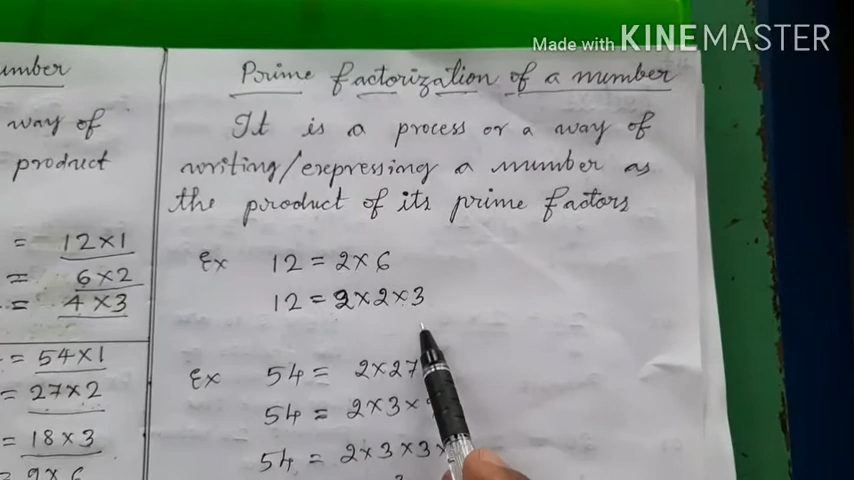 Made with KINEMASTER
umber
way of
product
= 12×1
= 6×2
= 4×3
= 54×1
= 27×2
= 18×3
= 9×6
Prime factorization of a number
It is a process or a way of
writing/expressing a number as
the product of its prime factors
Ex 12 = 2×6
12 = 2×2×3
Ex 54 = 2×27
54 = 2×3×
54 = 2×3×3×